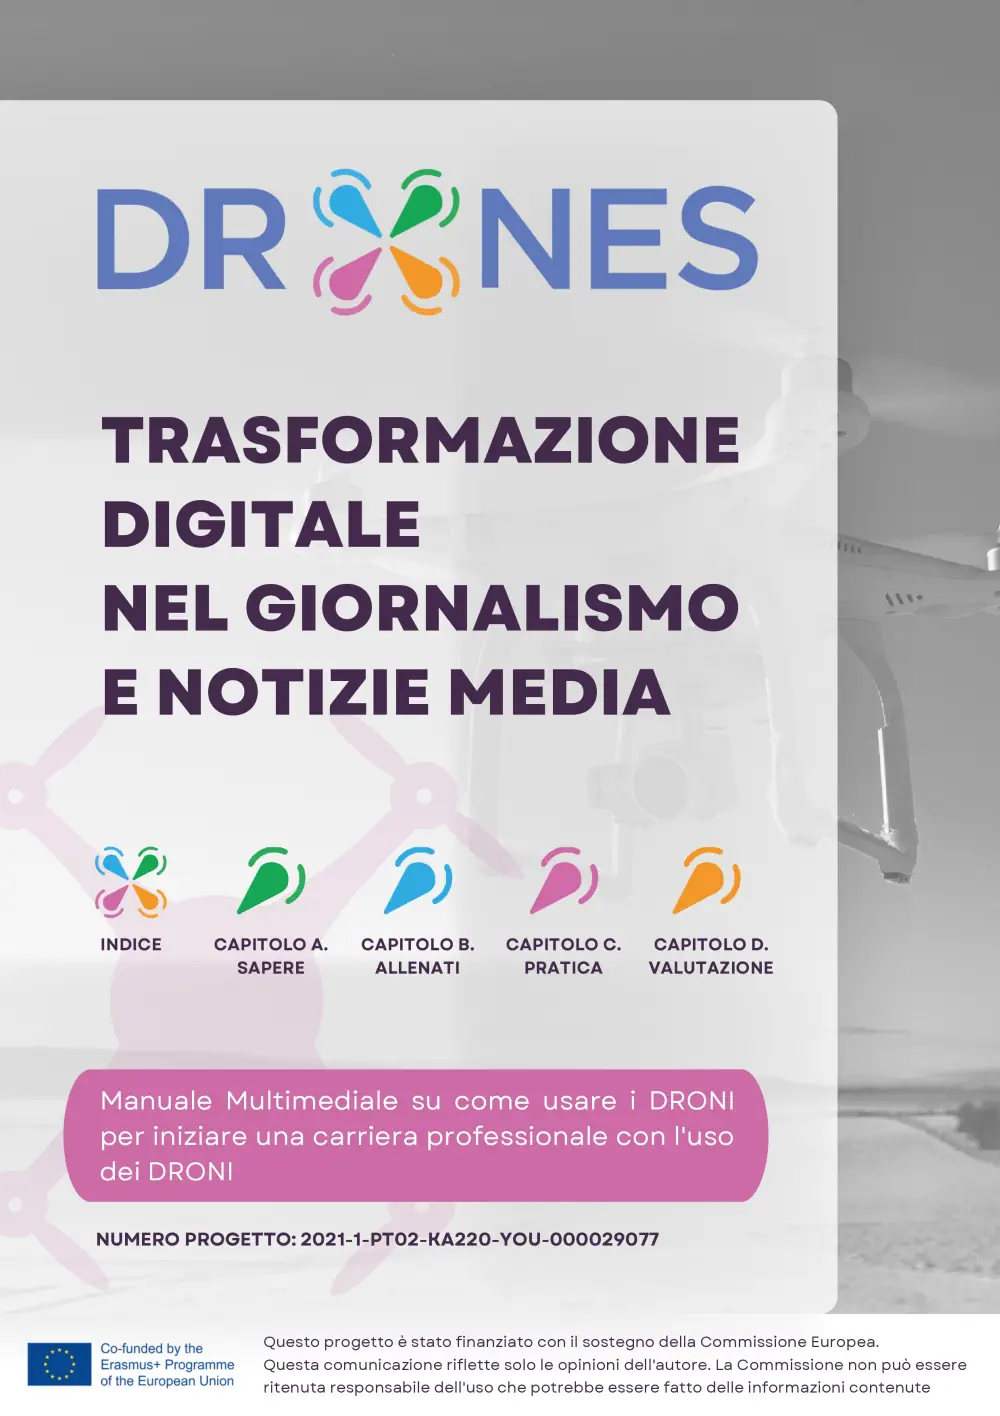 DRONES
TRASFORMAZIONE
DIGITALE
NEL GIORNALISMO
E NOTIZIE MEDIA
INDICE
CAPITOLO A.
SAPERE
CAPITOLO B.
ALLENATI
CAPITOLO C.
PRATICA
CAPITOLO D.
VALUTAZIONE
Manuale Multimediale su come usare i DRONI
per iniziare una carriera professionale con l'uso
dei DRONI
NUMERO PROGETTO: 2021-1-PT02-KA220-YOU-000029077
Co-funded by the
Erasmus+ Programme
of the European Union
Questo progetto è stato finanziato con il sostegno della Commissione Europea.
Questa comunicazione riflette solo le opinioni dell'autore. La Commissione non può essere
ritenuta responsabile dell'uso che potrebbe essere fatto delle informazioni contenute